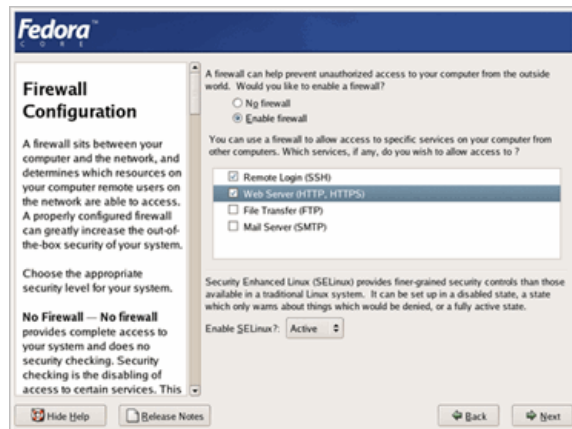 Fedora™
CORE
Firewall
Configuration
A firewall sits between your
computer and the network, and
determines which resources on
your computer remote users on
the network are able to access.
A properly configured firewall
can greatly increase the out-of-
the-box security of your system.
Choose the appropriate
security level for your system.
No Firewall — No firewall
provides complete access to
your system and does no
security checking. Security
checking is the disabling of
access to certain services. This
A firewall can help prevent unauthorized access to your computer from the outside
world. Would you like to enable a firewall?
No firewall
Enable firewall
You can use a firewall to allow access to specific services on your computer from
other computers. Which services, if any, do you wish to allow access to ?
Remote Login (SSH)
Web Server (HTTP, HTTPS)
File Transfer (FTP)
Mail Server (SMTP)
Security Enhanced Linux (SELinux) provides finer-grained security controls than those
available in a traditional Linux system. It can be set up in a disabled state, a state
which only warns about things which would be denied, or a fully active state.
Enable SELinux?: Active
Hide Help
Release Notes
Back
Next